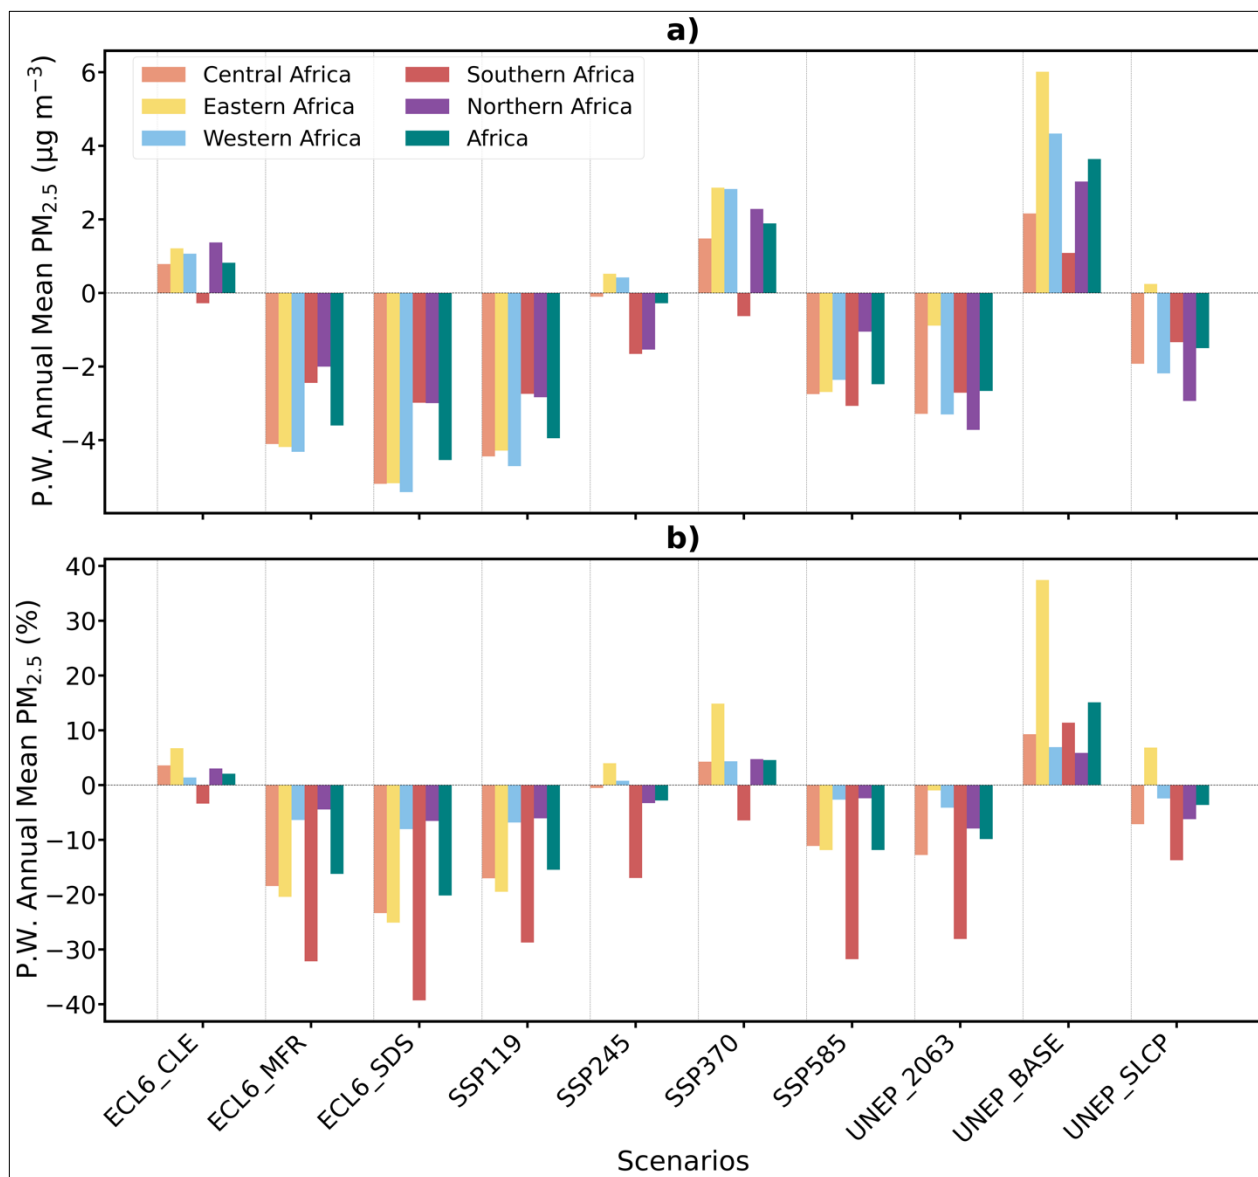 a)
P.W. Annual Mean PM₂.₅ (µg m⁻³)
6
4
2
0
−2
−4
Central Africa
Eastern Africa
Western Africa
Southern Africa
Northern Africa
Africa
b)
P.W. Annual Mean PM₂.₅ (%)
40
30
20
10
0
−10
−20
−30
−40
ECL6_CLE
ECL6_MFR
ECL6_SDS
SSP119
SSP245
SSP370
SSP585
UNEP_2063
UNEP_BASE
UNEP_SLCP
Scenarios